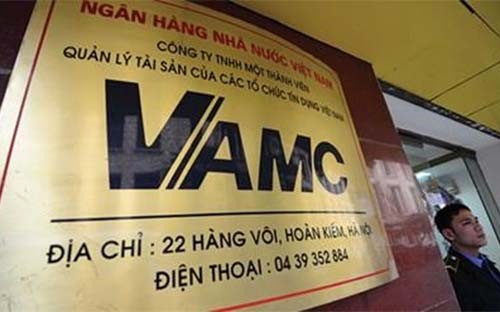 NGÂN HÀNG NHÀ NƯỚC VIỆT NAM
CÔNG TY TNHH MỘT THÀNH VIÊN
QUẢN LÝ TÀI SẢN CỦA CÁC TỔ CHỨC TÍN DỤNG VIỆT NAM
VAMC
ĐỊA CHỈ : 22 HÀNG VÔI, HOÀN KIẾM, HÀ NỘI
ĐIỆN THOẠI : 04 39 352 884